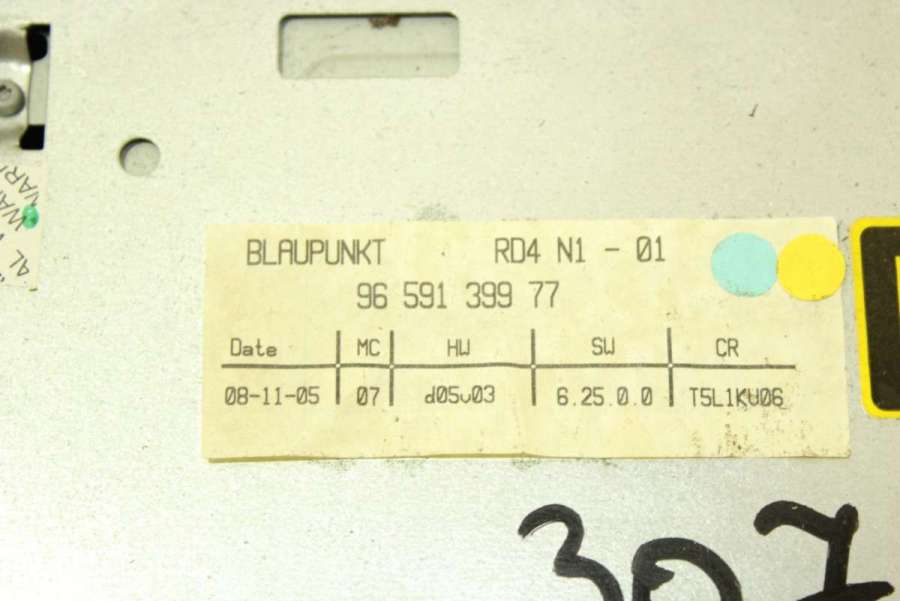 BLAUPUNKT RD4 N1 - 01
96 591 399 77
Date MC HW SW CR
08-11-05 07 d05v03 6.25.0.0 T5L1KU06
307